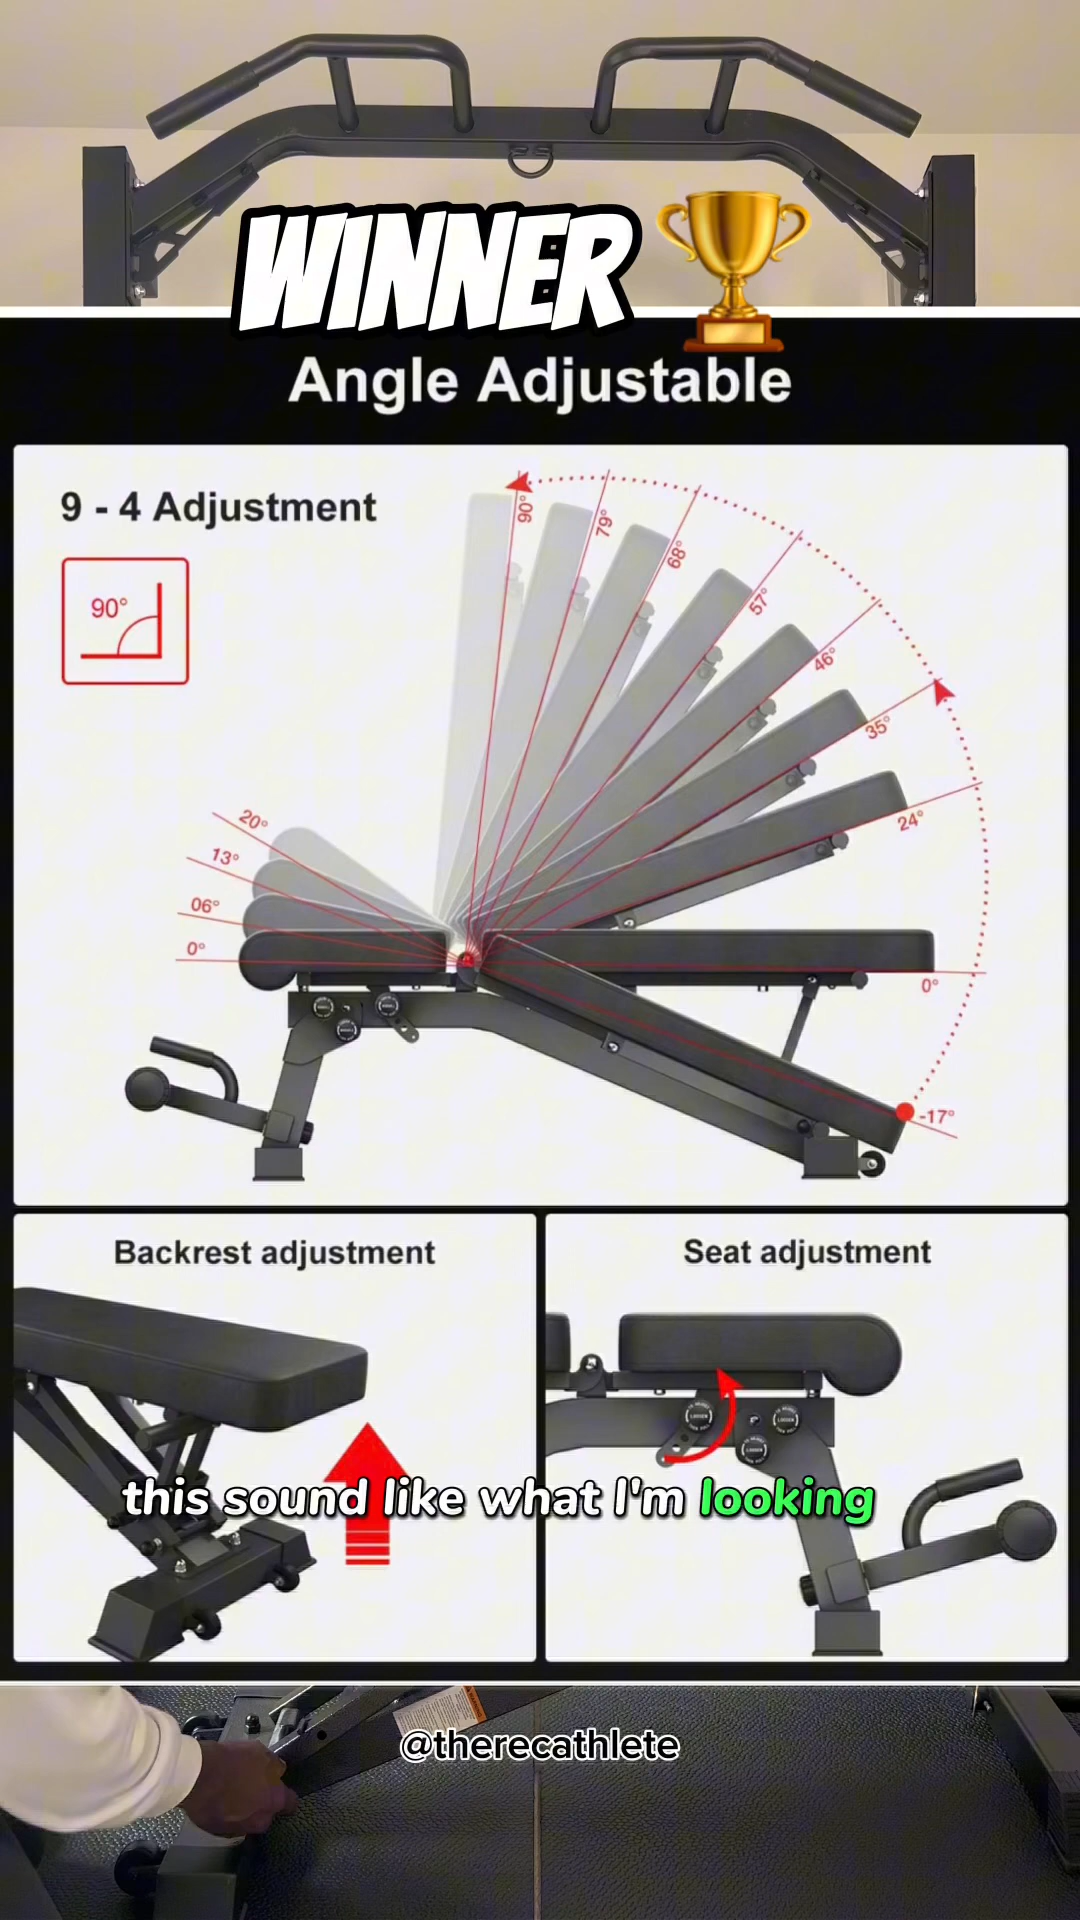 WINNER
Angle Adjustable
9 - 4 Adjustment
90°
90°
79°
68°
57°
46°
35°
24°
0°
-17°
20°
13°
06°
0°
Backrest adjustment
Seat adjustment
this sound like what I'm looking
@therecathlete